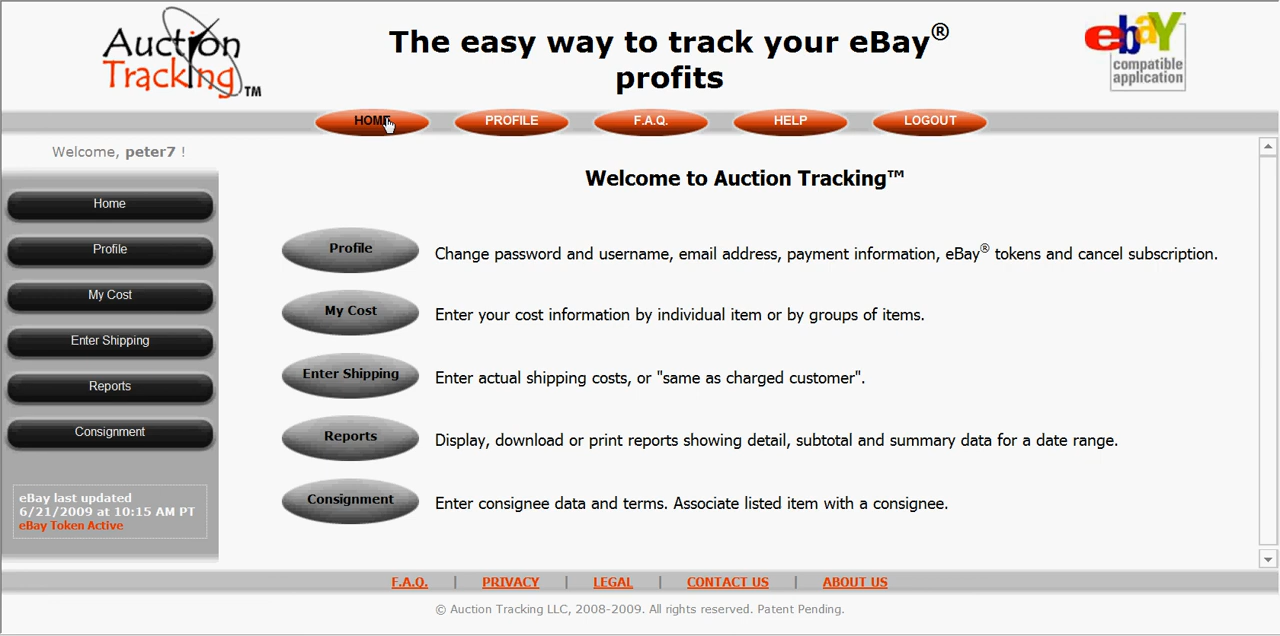 Auction
Tracking™
The easy way to track your eBay®
profits
ebay
compatible
application
HOME
PROFILE
F.A.Q.
HELP
LOGOUT
Welcome, peter7 !
Home
Profile
My Cost
Enter Shipping
Reports
Consignment
eBay last updated
6/21/2009 at 10:15 AM PT
eBay Token Active
Welcome to Auction Tracking™
Profile
Change password and username, email address, payment information, eBay® tokens and cancel subscription.
My Cost
Enter your cost information by individual item or by groups of items.
Enter Shipping
Enter actual shipping costs, or "same as charged customer".
Reports
Display, download or print reports showing detail, subtotal and summary data for a date range.
Consignment
Enter consignee data and terms. Associate listed item with a consignee.
F.A.Q. | PRIVACY | LEGAL | CONTACT US | ABOUT US
© Auction Tracking LLC, 2008-2009. All rights reserved. Patent Pending.